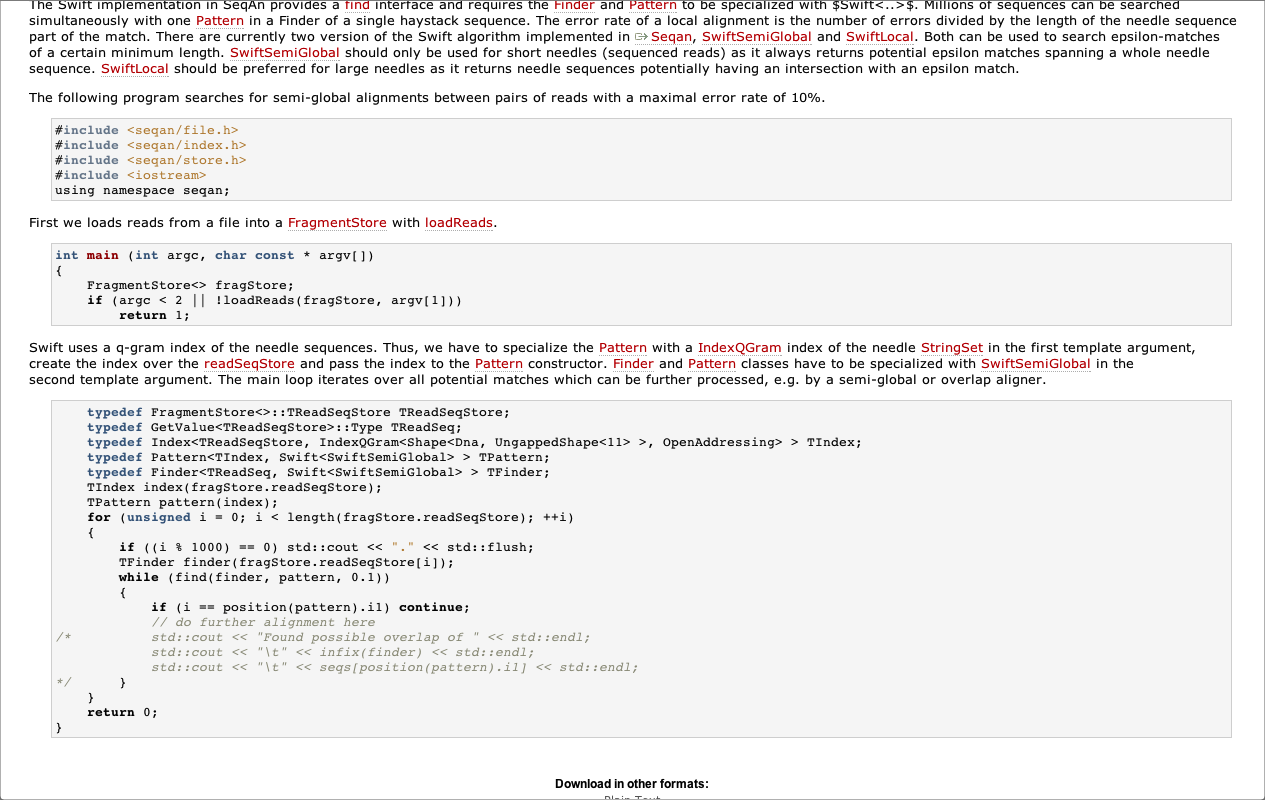 The Swift implementation in SeqAn provides a find interface and requires the Finder and Pattern to be specialized with $Swift<..>$. Millions of sequences can be searched
simultaneously with one Pattern in a Finder of a single haystack sequence. The error rate of a local alignment is the number of errors divided by the length of the needle sequence
part of the match. There are currently two version of the Swift algorithm implemented in Seqan, SwiftSemiGlobal and SwiftLocal. Both can be used to search epsilon-matches
of a certain minimum length. SwiftSemiGlobal should only be used for short needles (sequenced reads) as it always returns potential epsilon matches spanning a whole needle
sequence. SwiftLocal should be preferred for large needles as it returns needle sequences potentially having an intersection with an epsilon match.
The following program searches for semi-global alignments between pairs of reads with a maximal error rate of 10%.
#include <seqan/file.h>
#include <seqan/index.h>
#include <seqan/store.h>
#include <iostream>
using namespace seqan;
First we loads reads from a file into a FragmentStore with loadReads.
int main (int argc, char const * argv[])
{
    FragmentStore<> fragStore;
    if (argc < 2 || !loadReads(fragStore, argv[1]))
        return 1;
Swift uses a q-gram index of the needle sequences. Thus, we have to specialize the Pattern with a IndexQGram index of the needle StringSet in the first template argument,
create the index over the readSeqStore and pass the index to the Pattern constructor. Finder and Pattern classes have to be specialized with SwiftSemiGlobal in the
second template argument. The main loop iterates over all potential matches which can be further processed, e.g. by a semi-global or overlap aligner.
    typedef FragmentStore<>::TReadSeqStore TReadSeqStore;
    typedef GetValue<TReadSeqStore>::Type TReadSeq;
    typedef Index<TReadSeqStore, IndexQGram<Shape<Dna, UngappedShape<11> >, OpenAddressing> > TIndex;
    typedef Pattern<TIndex, Swift<SwiftSemiGlobal> > TPattern;
    typedef Finder<TReadSeq, Swift<SwiftSemiGlobal> > TFinder;
    TIndex index(fragStore.readSeqStore);
    TPattern pattern(index);
    for (unsigned i = 0; i < length(fragStore.readSeqStore); ++i)
    {
        if ((i % 1000) == 0) std::cout << "." << std::flush;
        TFinder finder(fragStore.readSeqStore[i]);
        while (find(finder, pattern, 0.1))
        {
            if (i == position(pattern).i1) continue;
            // do further alignment here
/*          std::cout << "Found possible overlap of " << std::endl;
            std::cout << "\t" << infix(finder) << std::endl;
            std::cout << "\t" << seqs[position(pattern).i1] << std::endl;
*/      }
    }
    return 0;
}
Download in other formats:
Plain Text